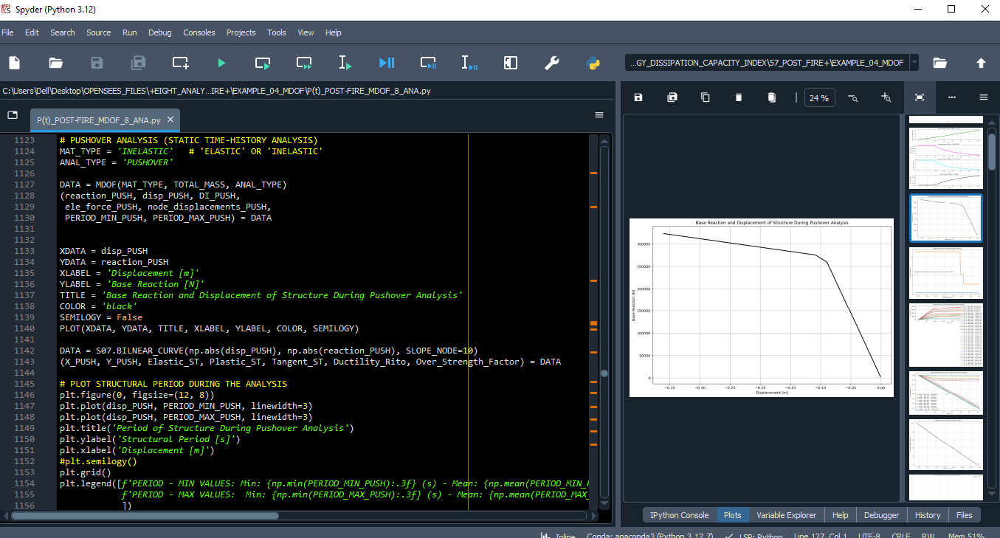 Spyder (Python 3.12)
File Edit Search Source Run Debug Consoles Projects Tools View Help
...GY_DISSIPATION_CAPACITY_INDEX\57_POST_FIRE+\EXAMPLE_04_MDOF
C:\Users\Dell\Desktop\OPENSEES_FILES\+EIGHT_ANALY...IRE+\EXAMPLE_04_MDOF\P(t)_POST-FIRE_MDOF_8_ANA.py
24 %
P(t)_POST-FIRE_MDOF_8_ANA.py
1123 # PUSHOVER ANALYSIS (STATIC TIME-HISTORY ANALYSIS)
1124 MAT_TYPE = 'INELASTIC'   # 'ELASTIC' OR 'INELASTIC'
1125 ANAL_TYPE = 'PUSHOVER'
1126
1127 DATA = MDOF(MAT_TYPE, TOTAL_MASS, ANAL_TYPE)
1128 (reaction_PUSH, disp_PUSH, DI_PUSH,
1129  ele_force_PUSH, node_displacements_PUSH,
1130  PERIOD_MIN_PUSH, PERIOD_MAX_PUSH) = DATA
1131
1132
1133 XDATA = disp_PUSH
1134 YDATA = reaction_PUSH
1135 XLABEL = 'Displacement [m]'
1136 YLABEL = 'Base Reaction [N]'
1137 TITLE = 'Base Reaction and Displacement of Structure During Pushover Analysis'
1138 COLOR = 'black'
1139 SEMILOGY = False
1140 PLOT(XDATA, YDATA, TITLE, XLABEL, YLABEL, COLOR, SEMILOGY)
1141
1142 DATA = S07.BILNEAR_CURVE(np.abs(disp_PUSH), np.abs(reaction_PUSH), SLOPE_NODE=10)
1143 (X_PUSH, Y_PUSH, Elastic_ST, Plastic_ST, Tangent_ST, Ductility_Rito, Over_Strength_Factor) = DATA
1144
1145 # PLOT STRUCTURAL PERIOD DURING THE ANALYSIS
1146 plt.figure(0, figsize=(12, 8))
1147 plt.plot(disp_PUSH, PERIOD_MIN_PUSH, linewidth=3)
1148 plt.plot(disp_PUSH, PERIOD_MAX_PUSH, linewidth=3)
1149 plt.title('Period of Structure During Pushover Analysis')
1150 plt.ylabel('Structural Period [s]')
1151 plt.xlabel('Displacement [m]')
1152 #plt.semilogy()
1153 plt.grid()
1154 plt.legend([f'PERIOD - MIN VALUES: Min: {np.min(PERIOD_MIN_PUSH):.3f} (s) - Mean: {np.mean(PERIOD_MIN_
1155             f'PERIOD - MAX VALUES:  Min: {np.min(PERIOD_MAX_PUSH):.3f} (s) - Mean: {np.mean(PERIOD_MAX_
1156             ])
Base Reaction and Displacement of Structure During Pushover Analysis
Base Reaction [N]
300000
250000
200000
150000
100000
50000
0
−0.35 −0.30 −0.25 −0.20 −0.15 −0.10 −0.05 0.00
Displacement [m]
IPython Console Plots Variable Explorer Help Debugger History Files
Inline Conda: anaconda3 (Python 3.12.7) LSP: Python Line 127, Col 1 UTF-8 CRLF RW Mem 51%